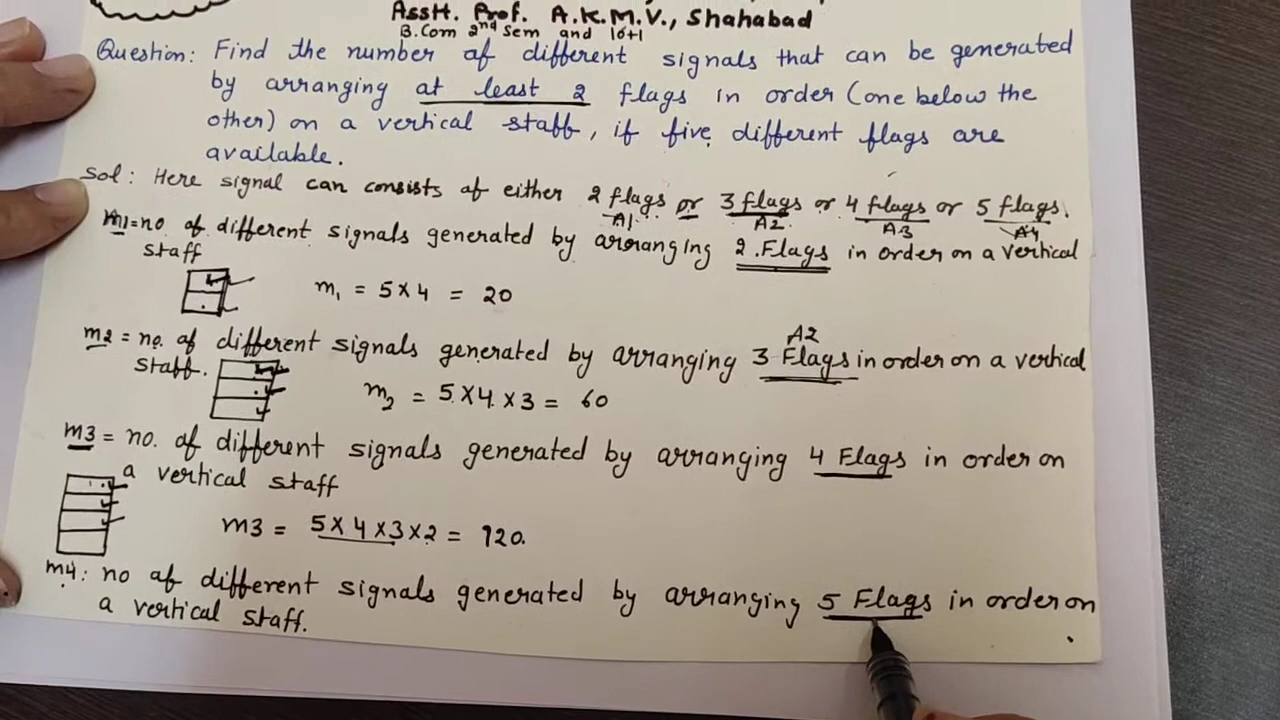 Asstt. Prof. A.K.M.V., Shahabad
B.Com 2nd Sem and 10+1
Question: Find the number of different signals that can be generated
by arranging at least 2 flags in order (one below the
other) on a vertical staff, if five different flags are
available.
Sol: Here signal can consists of either 2 flags or 3 flags or 4 flags or 5 flags.
A1 A2 A3 A4
m1=no of different signals generated by arranging 2 Flags in order on a vertical
staff
m1 = 5×4 = 20
A2
m2 = no. of different signals generated by arranging 3 Flags in order on a vertical
staff.
m2 = 5×4×3 = 60
m3 = no. of different signals generated by arranging 4 Flags in order on
a vertical staff
m3 = 5×4×3×2 = 120.
m4: no of different signals generated by arranging 5 Flags in order on
a vertical staff.